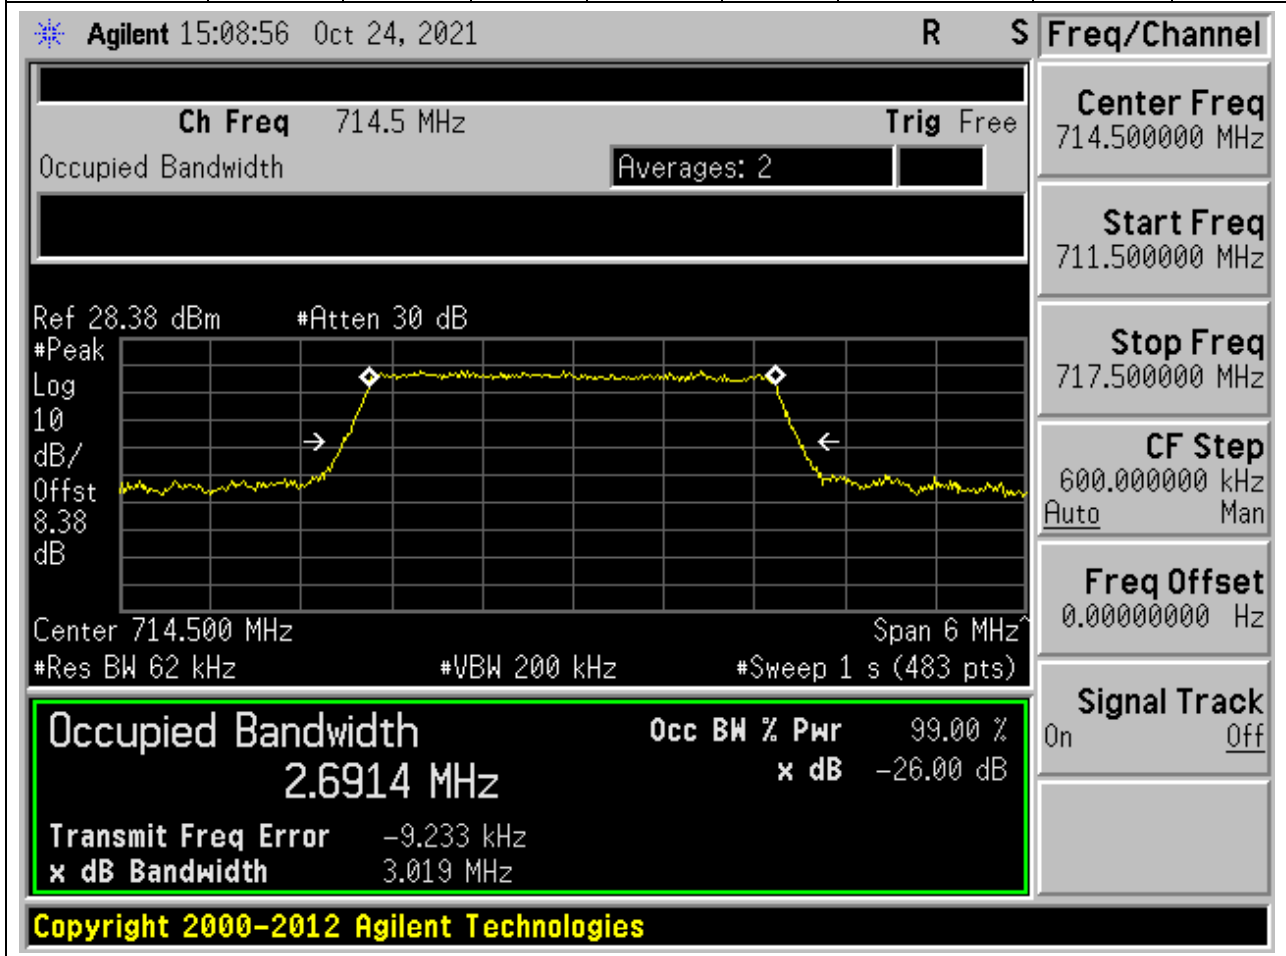 Agilent 15:08:56 Oct 24, 2021 R S Freq/Channel
Ch Freq 714.5 MHz Trig Free
Occupied Bandwidth Averages: 2
Center Freq
714.500000 MHz
Start Freq
711.500000 MHz
Stop Freq
717.500000 MHz
CF Step
600.000000 kHz
Auto Man
Freq Offset
0.00000000 Hz
Signal Track
On Off
Ref 28.38 dBm #Atten 30 dB
#Peak
Log
10
dB/
Offst
8.38
dB
Center 714.500 MHz Span 6 MHz^
#Res BW 62 kHz #VBW 200 kHz #Sweep 1 s (483 pts)
Occupied Bandwidth Occ BW % Pwr 99.00 %
2.6914 MHz x dB -26.00 dB
Transmit Freq Error -9.233 kHz
x dB Bandwidth 3.019 MHz
Copyright 2000-2012 Agilent Technologies